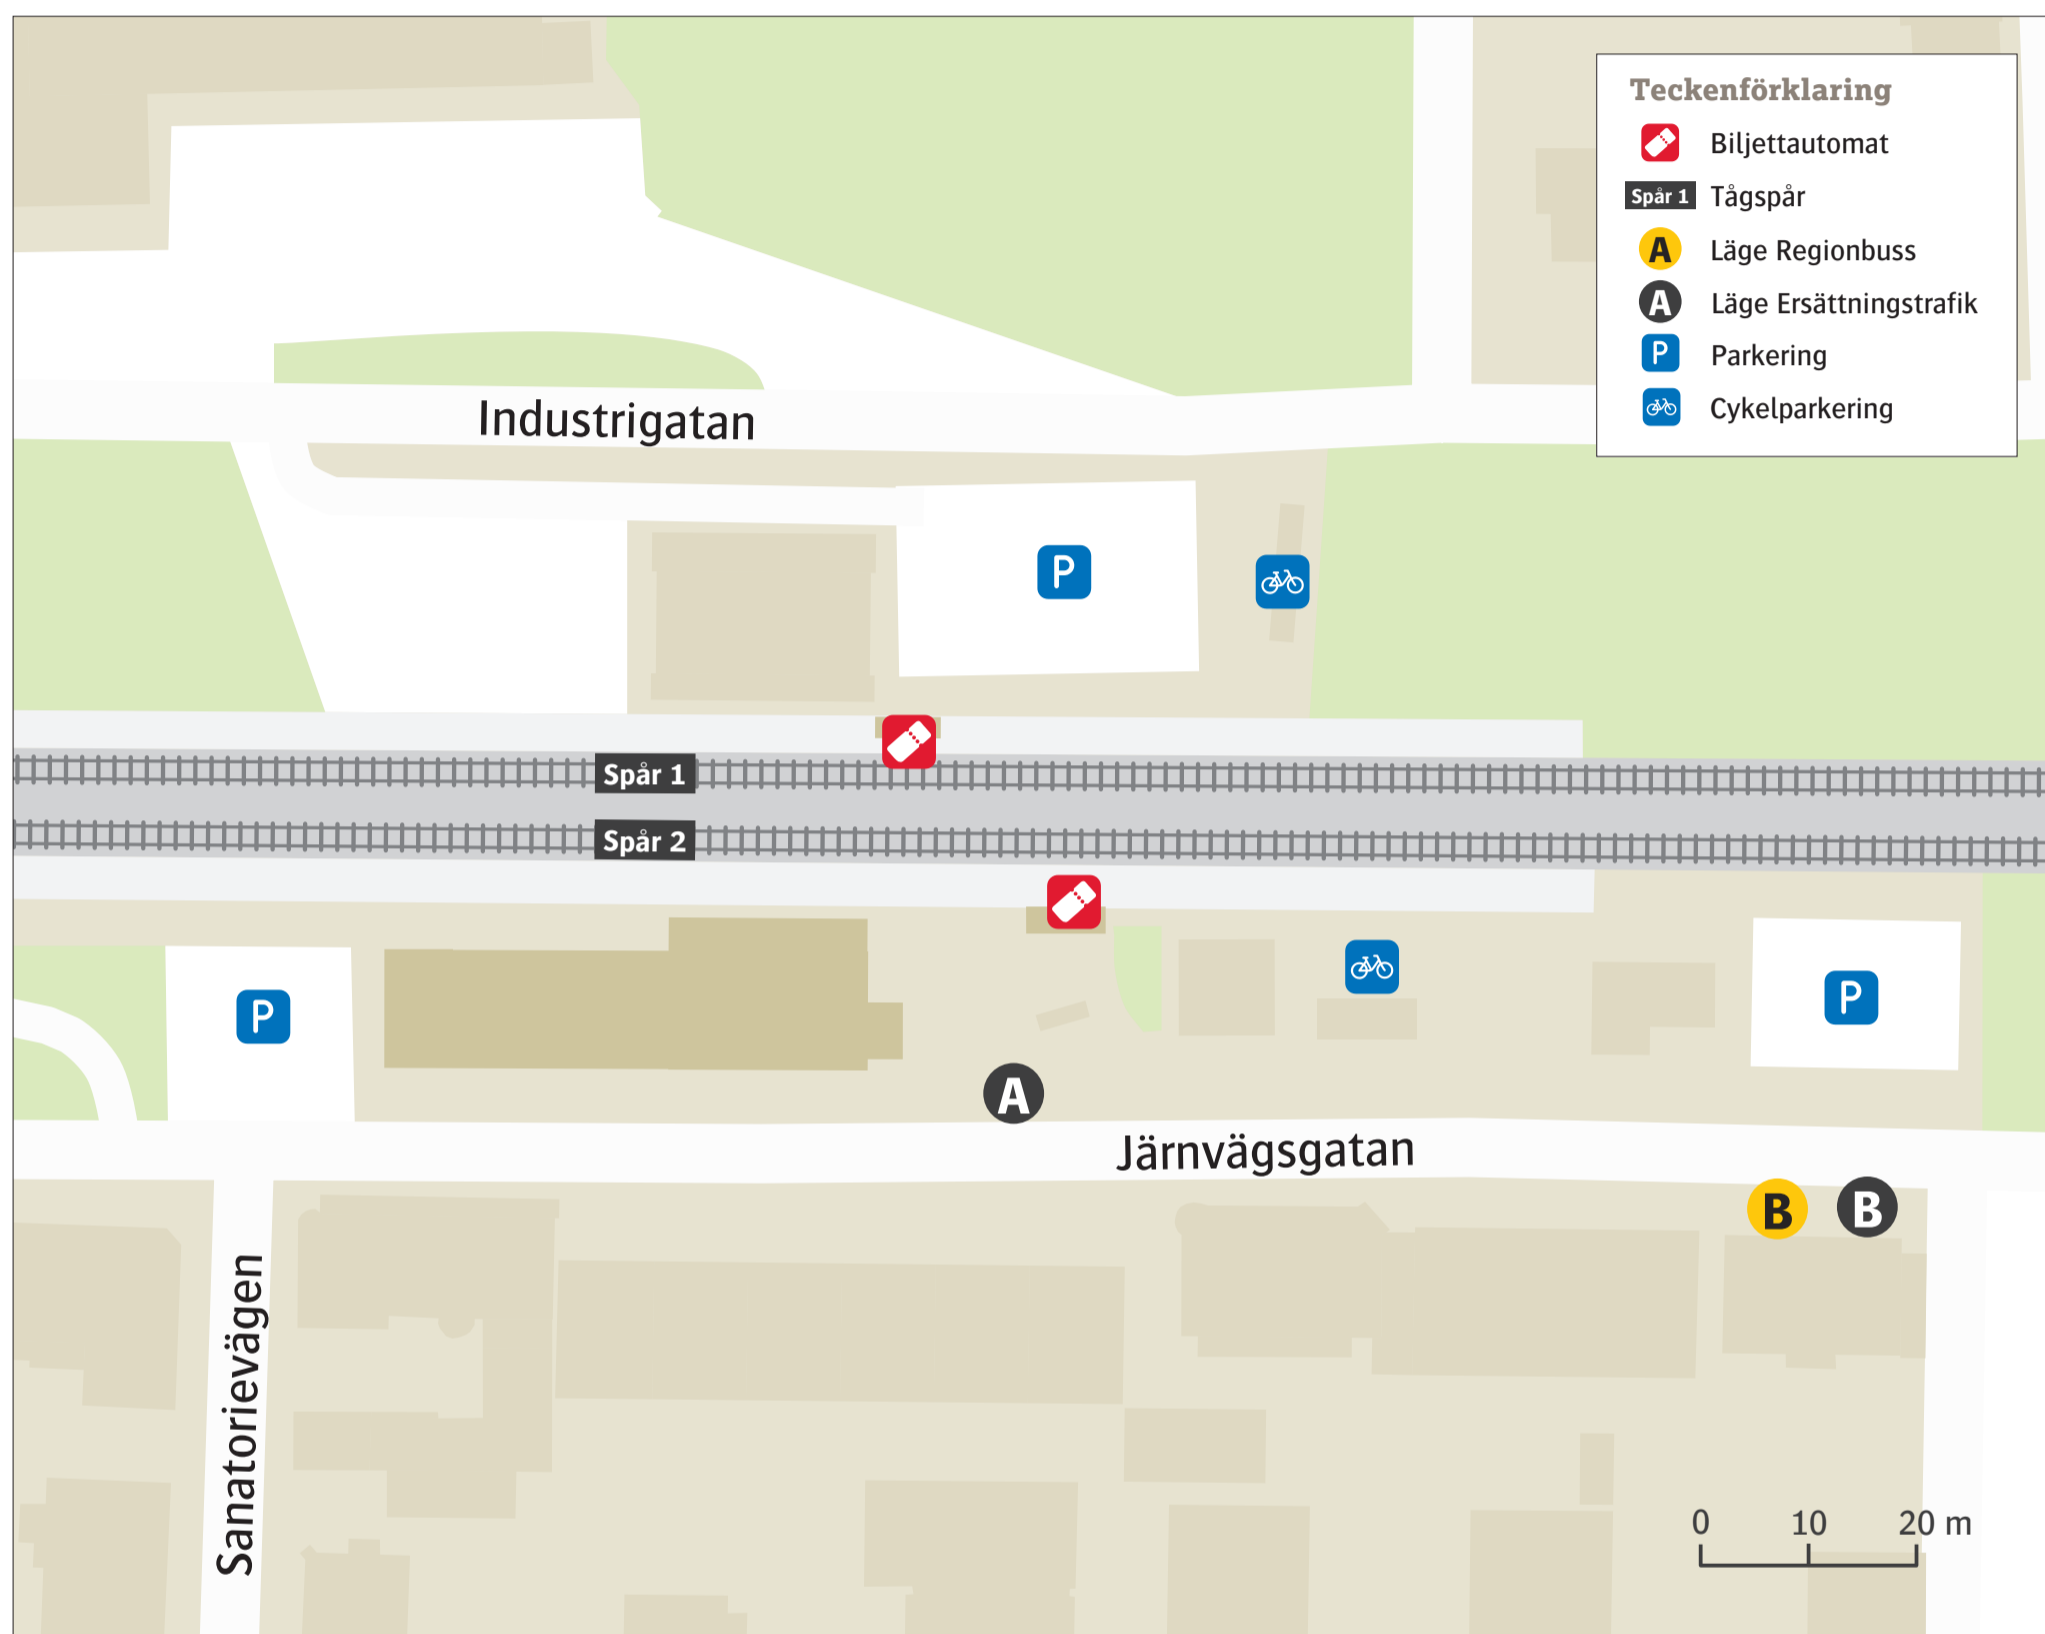 Teckenförklaring
Biljettautomat
Spår 1 Tågspår
A Läge Regionbuss
A Läge Ersättningstrafik
P Parkering
Cykelparkering
Industrigatan
P
Spår 1
Spår 2
P
P
A
Järnvägsgatan
B B
Sanatorievägen
0 10 20 m